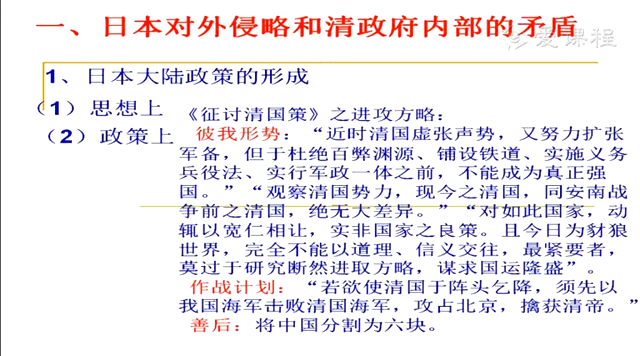 一、日本对外侵略和清政府内部的矛盾
爱课程
1、日本大陆政策的形成
（1）思想上
《征讨清国策》之进攻方略：
（2）政策上
彼我形势：“近时清国虚张声势，又努力扩张
军备，但于杜绝百弊渊源、铺设铁道、实施义务
兵役法、实行军政一体之前，不能成为真正强
国。”“观察清国势力，现今之清国，同安南战
争前之清国，绝无大差异。”“对如此国家，动
辄以宽仁相让，实非国家之良策。且今日为豺狼
世界，完全不能以道理、信义交往，最紧要者，
莫过于研究断然进取方略，谋求国运隆盛”。
作战计划：“若欲使清国于阵头乞降，须先以
我国海军击败清国海军，攻占北京，擒获清帝。”
善后：将中国分割为六块。